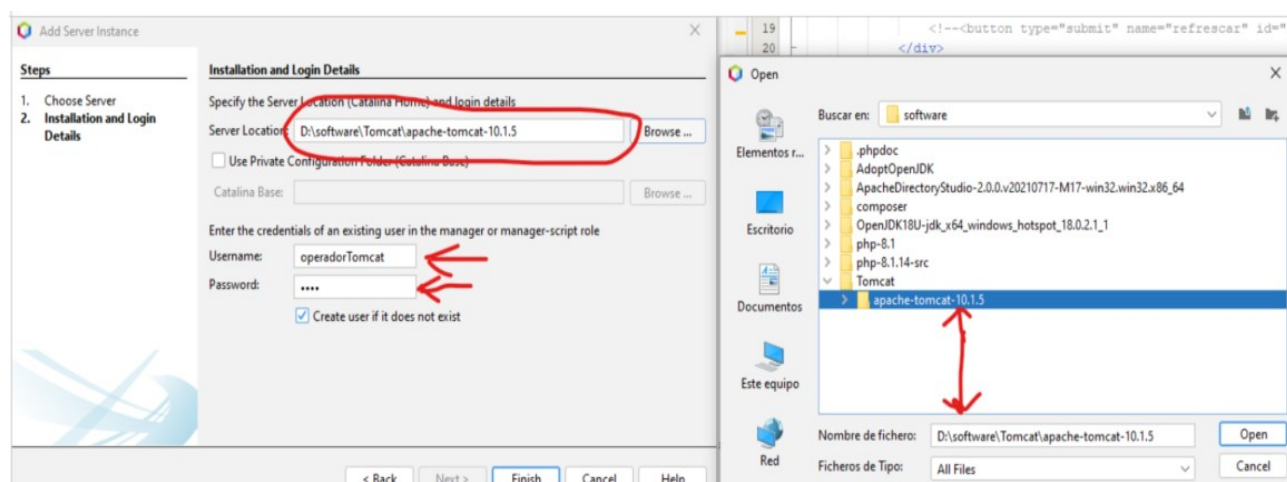 Add Server Instance
Steps
1. Choose Server
2. Installation and Login
Details
Installation and Login Details
Specify the Server Location (Catalina Home) and login details
Server Location: D:\software\Tomcat\apache-tomcat-10.1.5 Browse ...
Use Private Configuration Folder (Catalina Base)
Catalina Base: Browse ...
Enter the credentials of an existing user in the manager or manager-script role
Username: operadorTomcat
Password: ••••
Create user if it does not exist
< Back Next > Finish Cancel Help
19 <!--<button type="submit" name="refrescar" id="
20 </div>
Open
Buscar en: software
Elementos r...
Escritorio
Documentos
Este equipo
Red
.phpdoc
AdoptOpenJDK
ApacheDirectoryStudio-2.0.0.v20210717-M17-win32.win32.x86_64
composer
OpenJDK18U-jdk_x64_windows_hotspot_18.0.2.1_1
php-8.1
php-8.1.14-src
Tomcat
apache-tomcat-10.1.5
Nombre de fichero: D:\software\Tomcat\apache-tomcat-10.1.5 Open
Ficheros de Tipo: All Files Cancel